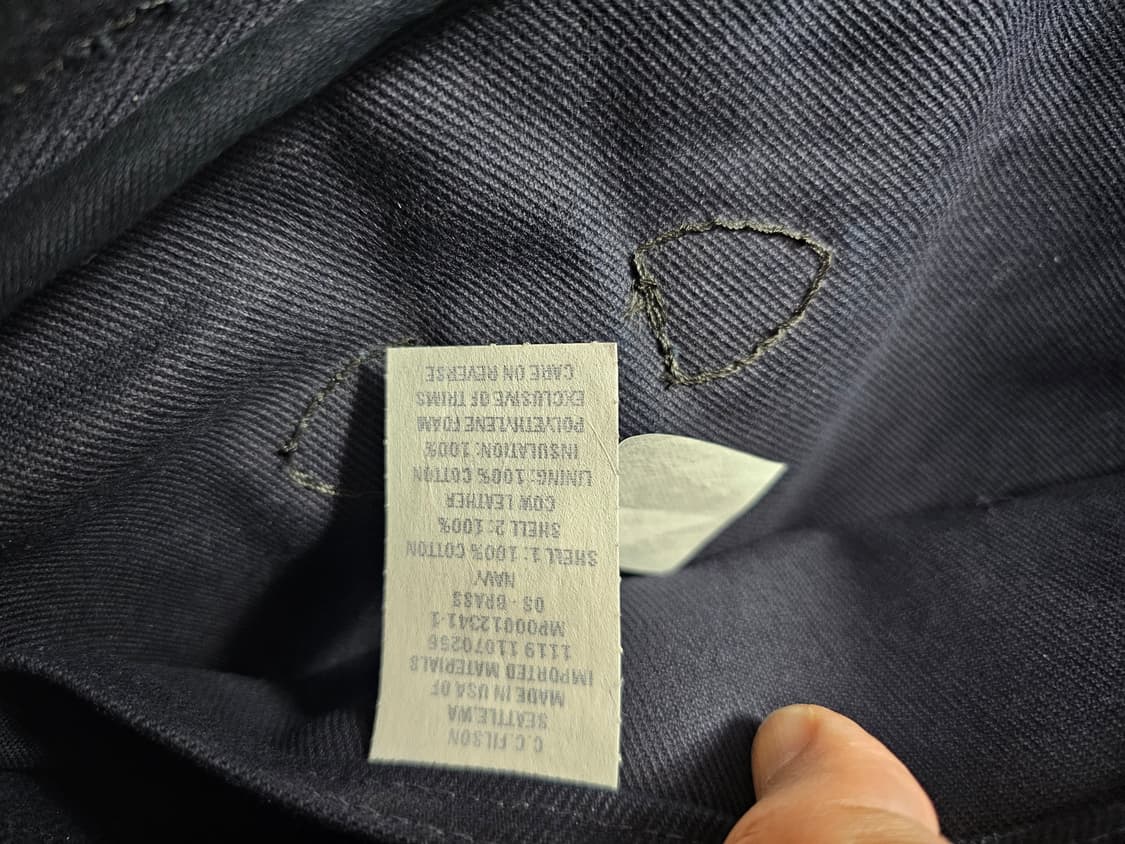 C.C.FILSON
SEATTLE,WA
MADE IN USA OF
IMPORTED MATERIALS
1119 11070256
MP00012341-1
OS - BRASS
NAVY
SHELL 1: 100% COTTON
SHELL 2: 100%
COW LEATHER
LINING: 100% COTTON
INSULATION: 100%
POLYETHYLENE FOAM
EXCLUSIVE OF TRIMS
CARE ON REVERSE